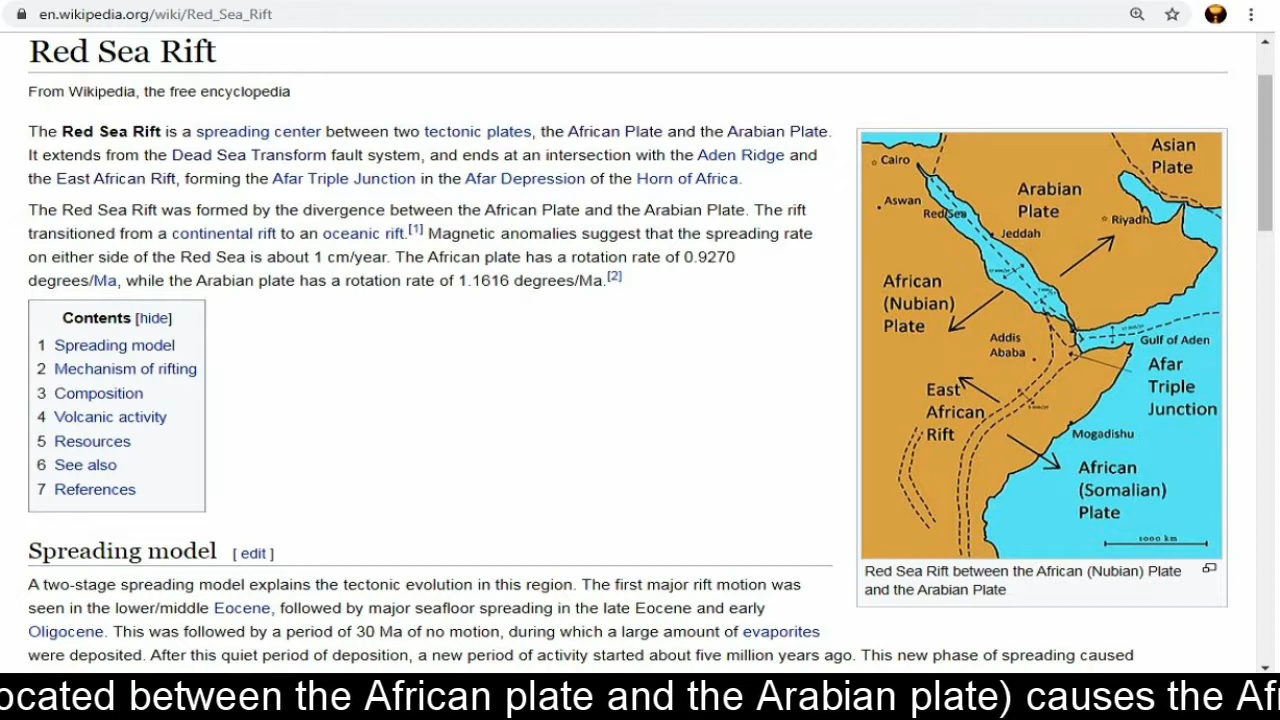 en.wikipedia.org/wiki/Red_Sea_Rift
Red Sea Rift
From Wikipedia, the free encyclopedia
The Red Sea Rift is a spreading center between two tectonic plates, the African Plate and the Arabian Plate.
It extends from the Dead Sea Transform fault system, and ends at an intersection with the Aden Ridge and
the East African Rift, forming the Afar Triple Junction in the Afar Depression of the Horn of Africa.
The Red Sea Rift was formed by the divergence between the African Plate and the Arabian Plate. The rift
transitioned from a continental rift to an oceanic rift.[1] Magnetic anomalies suggest that the spreading rate
on either side of the Red Sea is about 1 cm/year. The African plate has a rotation rate of 0.9270
degrees/Ma, while the Arabian plate has a rotation rate of 1.1616 degrees/Ma.[2]
Contents [hide]
1 Spreading model
2 Mechanism of rifting
3 Composition
4 Volcanic activity
5 Resources
6 See also
7 References
Asian
Plate
Cairo
Arabian
Plate
Aswan
Red Sea
Riyadh
Jeddah
African
(Nubian)
Plate
Addis
Ababa
Gulf of Aden
Afar
Triple
Junction
East
African
Rift
Mogadishu
African
(Somalian)
Plate
1000 km
Red Sea Rift between the African (Nubian) Plate
and the Arabian Plate
Spreading model [ edit ]
A two-stage spreading model explains the tectonic evolution in this region. The first major rift motion was
seen in the lower/middle Eocene, followed by major seafloor spreading in the late Eocene and early
Oligocene. This was followed by a period of 30 Ma of no motion, during which a large amount of evaporites
were deposited. After this quiet period of deposition, a new period of activity started about five million years ago. This new phase of spreading caused
ocated between the African plate and the Arabian plate) causes the Afr